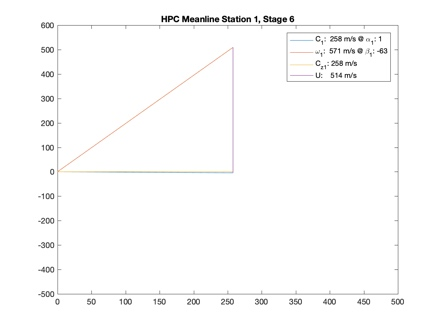 HPC Meanline Station 1, Stage 6
600
500
400
300
200
100
0
-100
-200
-300
-400
-500
0 50 100 150 200 250 300 350 400 450 500
C₁: 258 m/s @ α₁: 1
ω₁: 571 m/s @ β₁: -63
C_z1: 258 m/s
U: 514 m/s